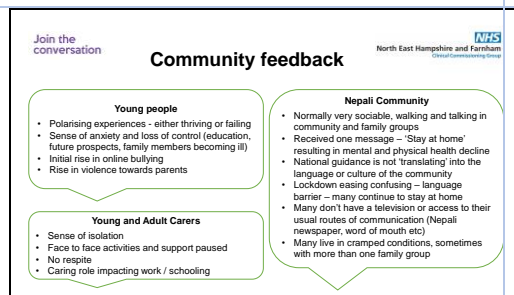 Join the
conversation
NHS
North East Hampshire and Farnham
Clinical Commissioning Group
Community feedback
Young people
• Polarising experiences - either thriving or failing
• Sense of anxiety and loss of control (education,
future prospects, family members becoming ill)
• Initial rise in online bullying
• Rise in violence towards parents
Young and Adult Carers
• Sense of isolation
• Face to face activities and support paused
• No respite
• Caring role impacting work / schooling
Nepali Community
• Normally very sociable, walking and talking in
community and family groups
• Received one message – ‘Stay at home’
resulting in mental and physical health decline
• National guidance is not ‘translating’ into the
language or culture of the community
• Lockdown easing confusing – language
barrier – many continue to stay at home
• Many don’t have a television or access to their
usual routes of communication (Nepali
newspaper, word of mouth etc)
• Many live in cramped conditions, sometimes
with more than one family group